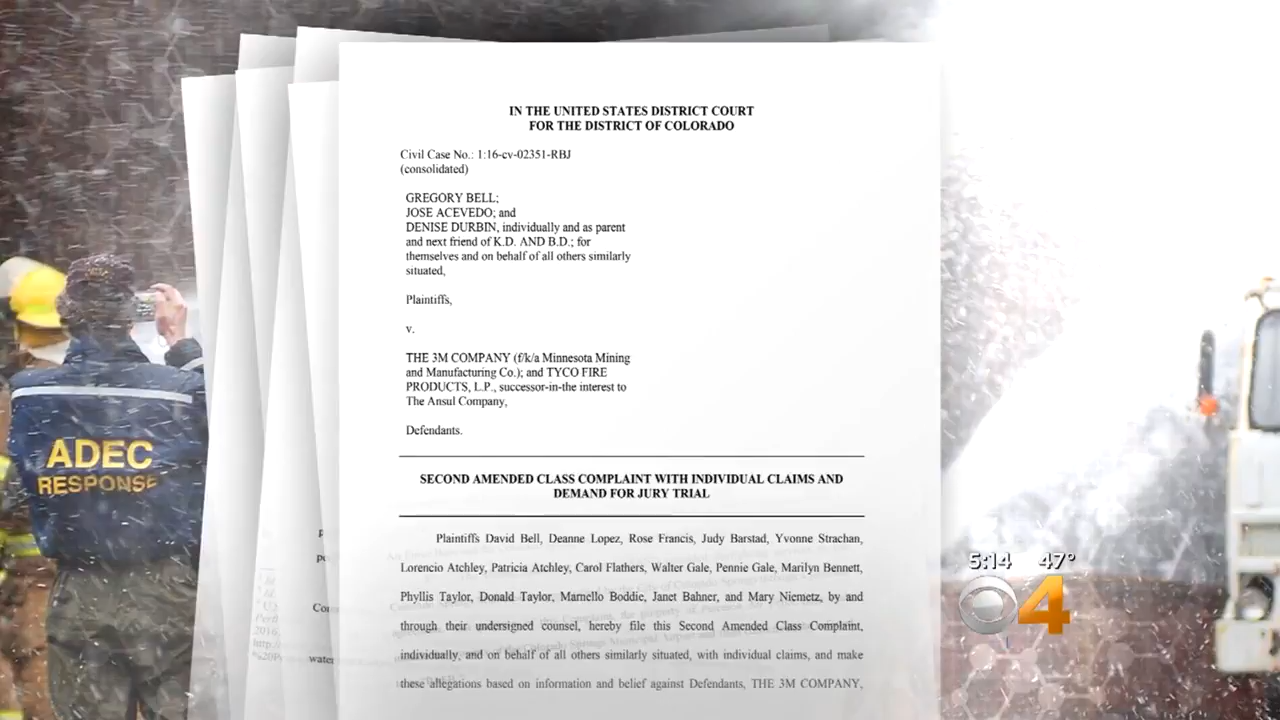 IN THE UNITED STATES DISTRICT COURT
FOR THE DISTRICT OF COLORADO
Civil Case No.: 1:16-cv-02351-RBJ
(consolidated)
GREGORY BELL;
JOSE ACEVEDO; and
DENISE DURBIN, individually and as parent
and next friend of K.D. AND B.D.; for
themselves and on behalf of all others similarly
situated,
Plaintiffs,
v.
THE 3M COMPANY (f/k/a Minnesota Mining
and Manufacturing Co.); and TYCO FIRE
PRODUCTS, L.P., successor-in-the interest to
The Ansul Company,
Defendants.
SECOND AMENDED CLASS COMPLAINT WITH INDIVIDUAL CLAIMS AND
DEMAND FOR JURY TRIAL
Plaintiffs David Bell, Deanne Lopez, Rose Francis, Judy Barstad, Yvonne Strachan,
Lorencio Atchley, Patricia Atchley, Carol Flathers, Walter Gale, Pennie Gale, Marilyn Bennett,
Phyllis Taylor, Donald Taylor, Marnello Boddie, Janet Bahner, and Mary Niemetz, by and
through their undersigned counsel, hereby file this Second Amended Class Complaint,
individually, and on behalf of all others similarly situated, with individual claims, and make
these allegations based on information and belief against Defendants, THE 3M COMPANY,
ADEC
RESPONSE
2016.
water
5:14 47°
4